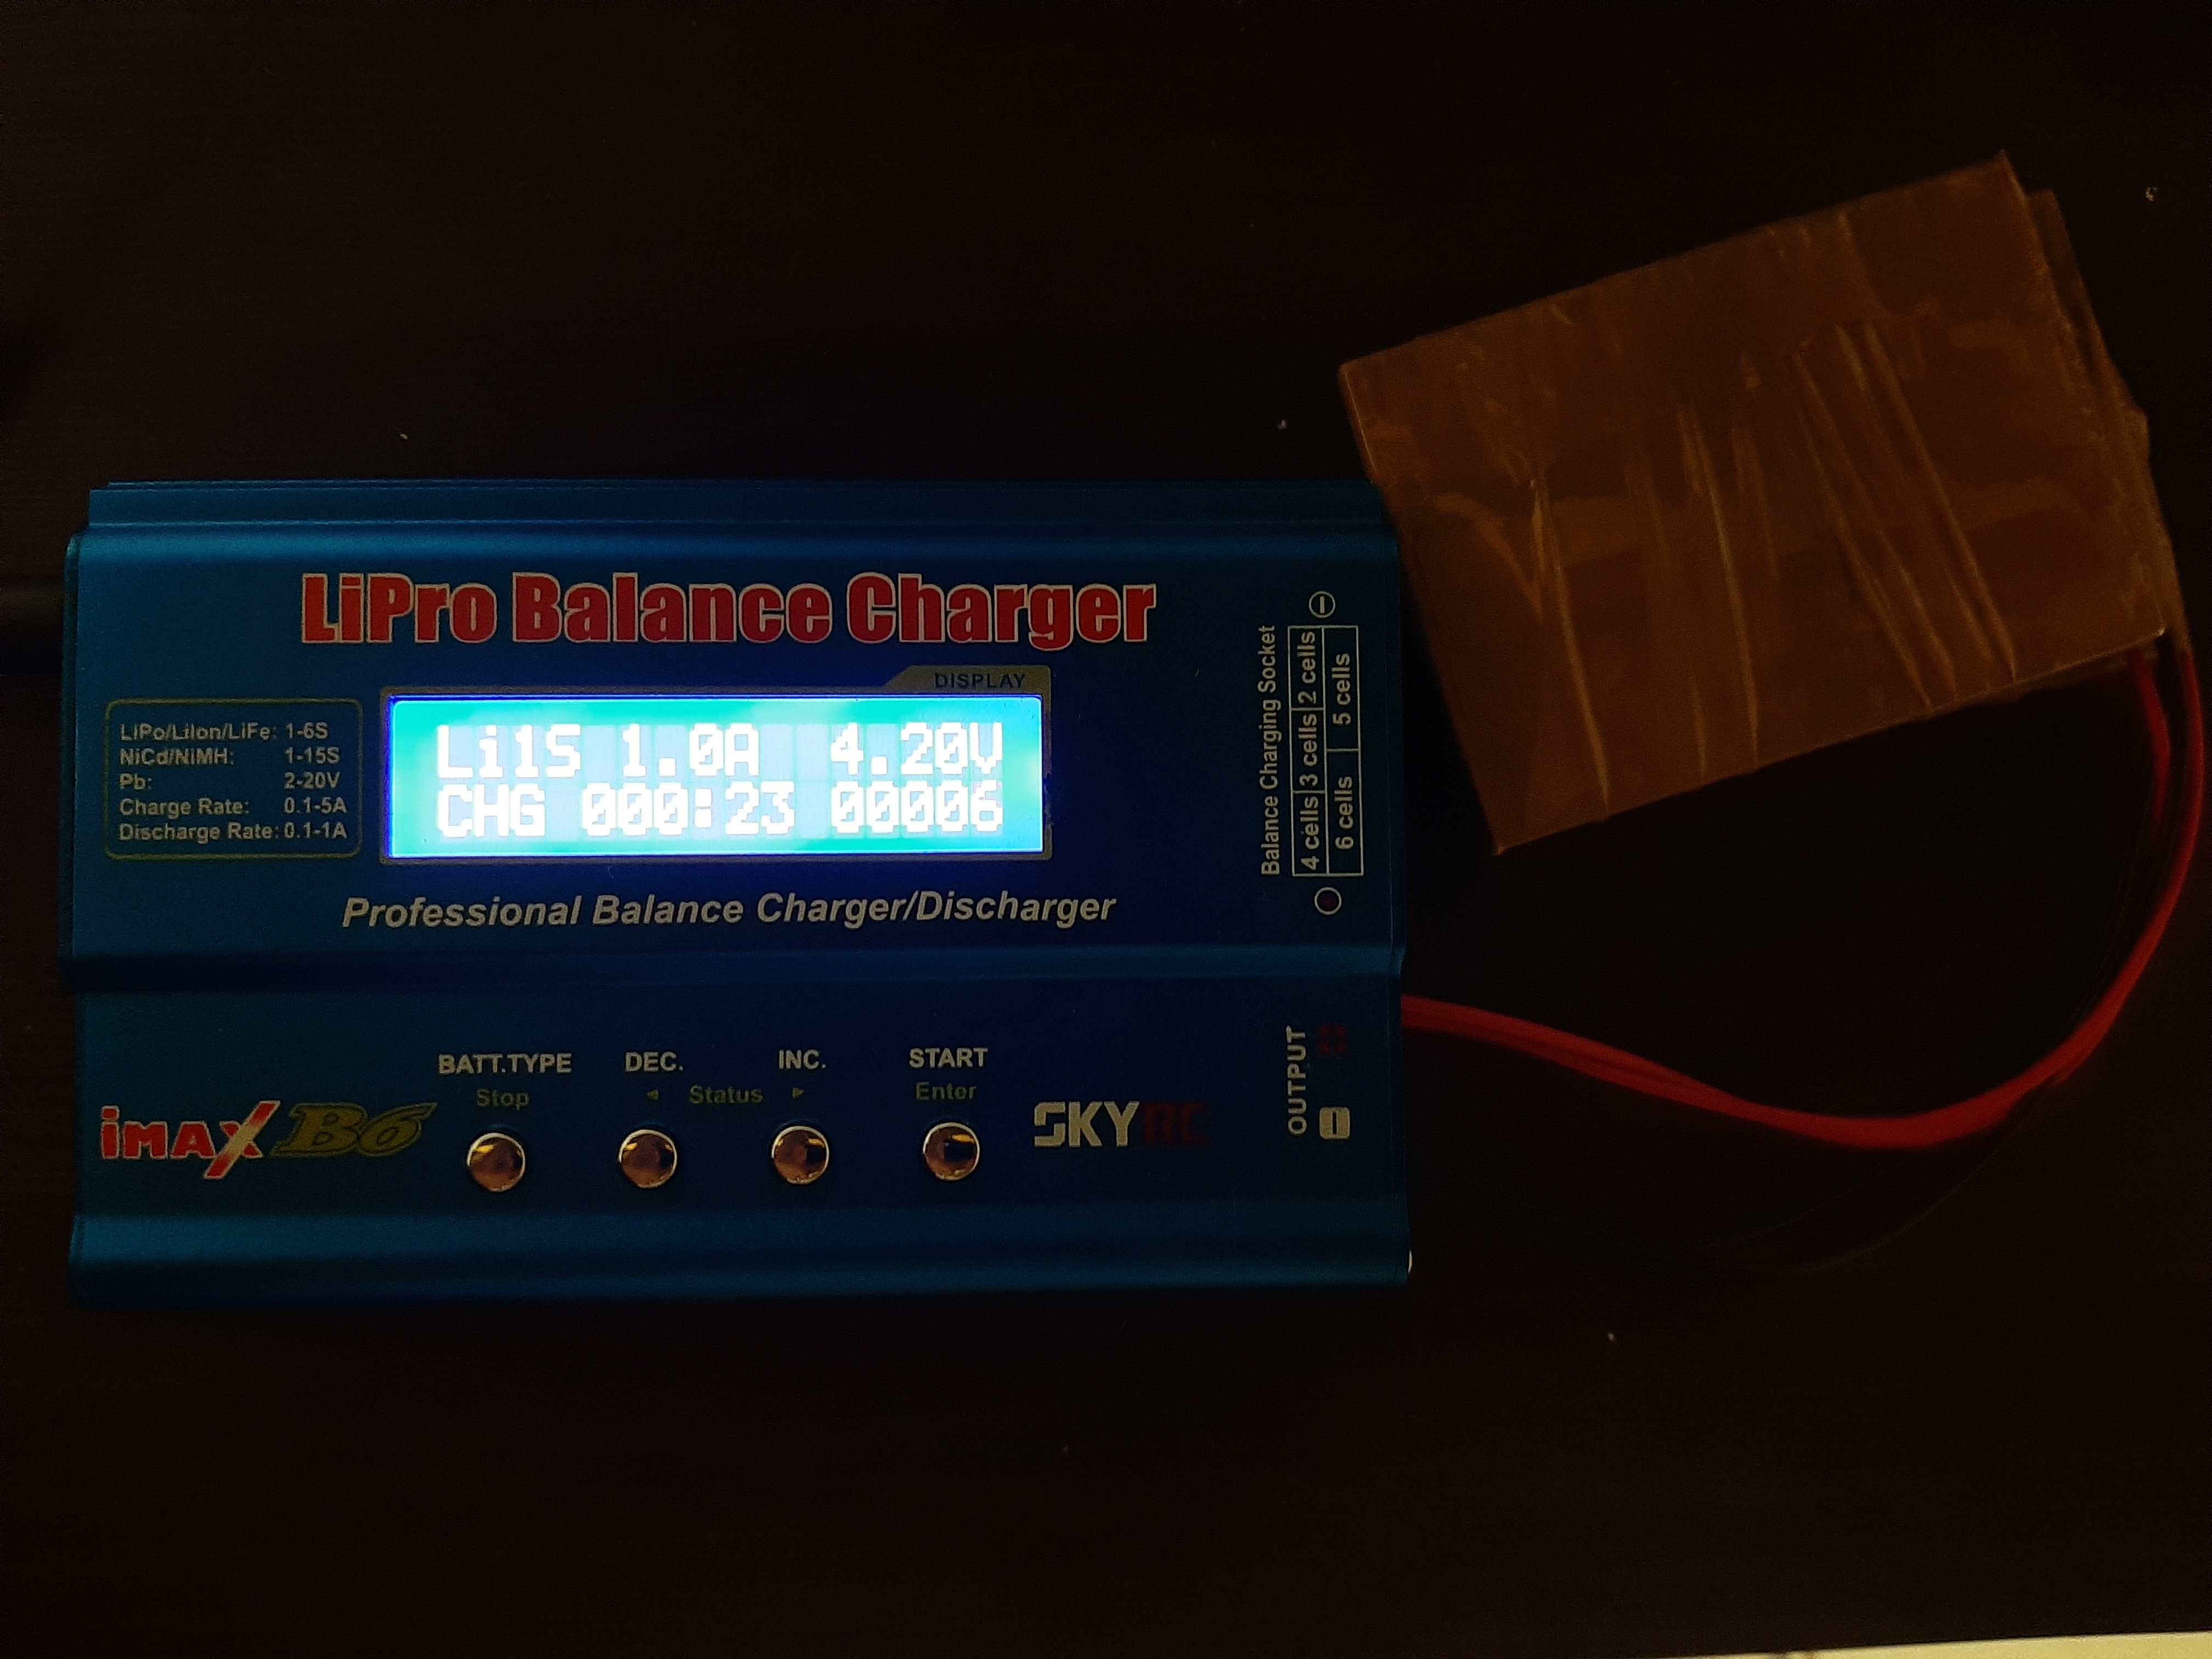 LiPro Balance Charger
LiPo/LiIon/LiFe: 1-6S
NiCd/NiMH: 1-15S
Pb: 2-20V
Charge Rate: 0.1-5A
Discharge Rate: 0.1-1A
DISPLAY
Li1S 1.0A 4.20V
CHG 000:23 00006
Professional Balance Charger/Discharger
iMAX B6
BATT.TYPE
Stop
DEC.
Status
INC.
START
Enter
SKYRC
Balance Charging Socket
4 cells 3 cells 2 cells
6 cells 5 cells
OUTPUT